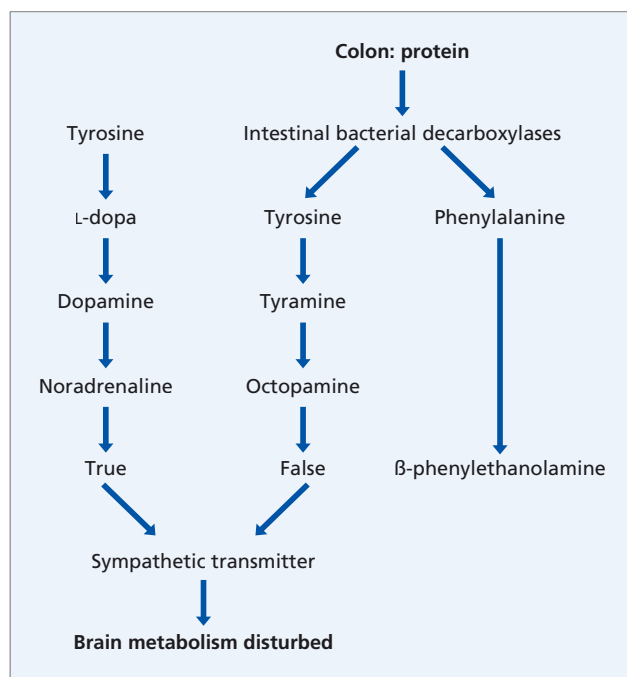 Colon: protein
Tyrosine
Intestinal bacterial decarboxylases
L-dopa
Tyrosine
Phenylalanine
Dopamine
Tyramine
Noradrenaline
Octopamine
True
False
ß-phenylethanolamine
Sympathetic transmitter
Brain metabolism disturbed